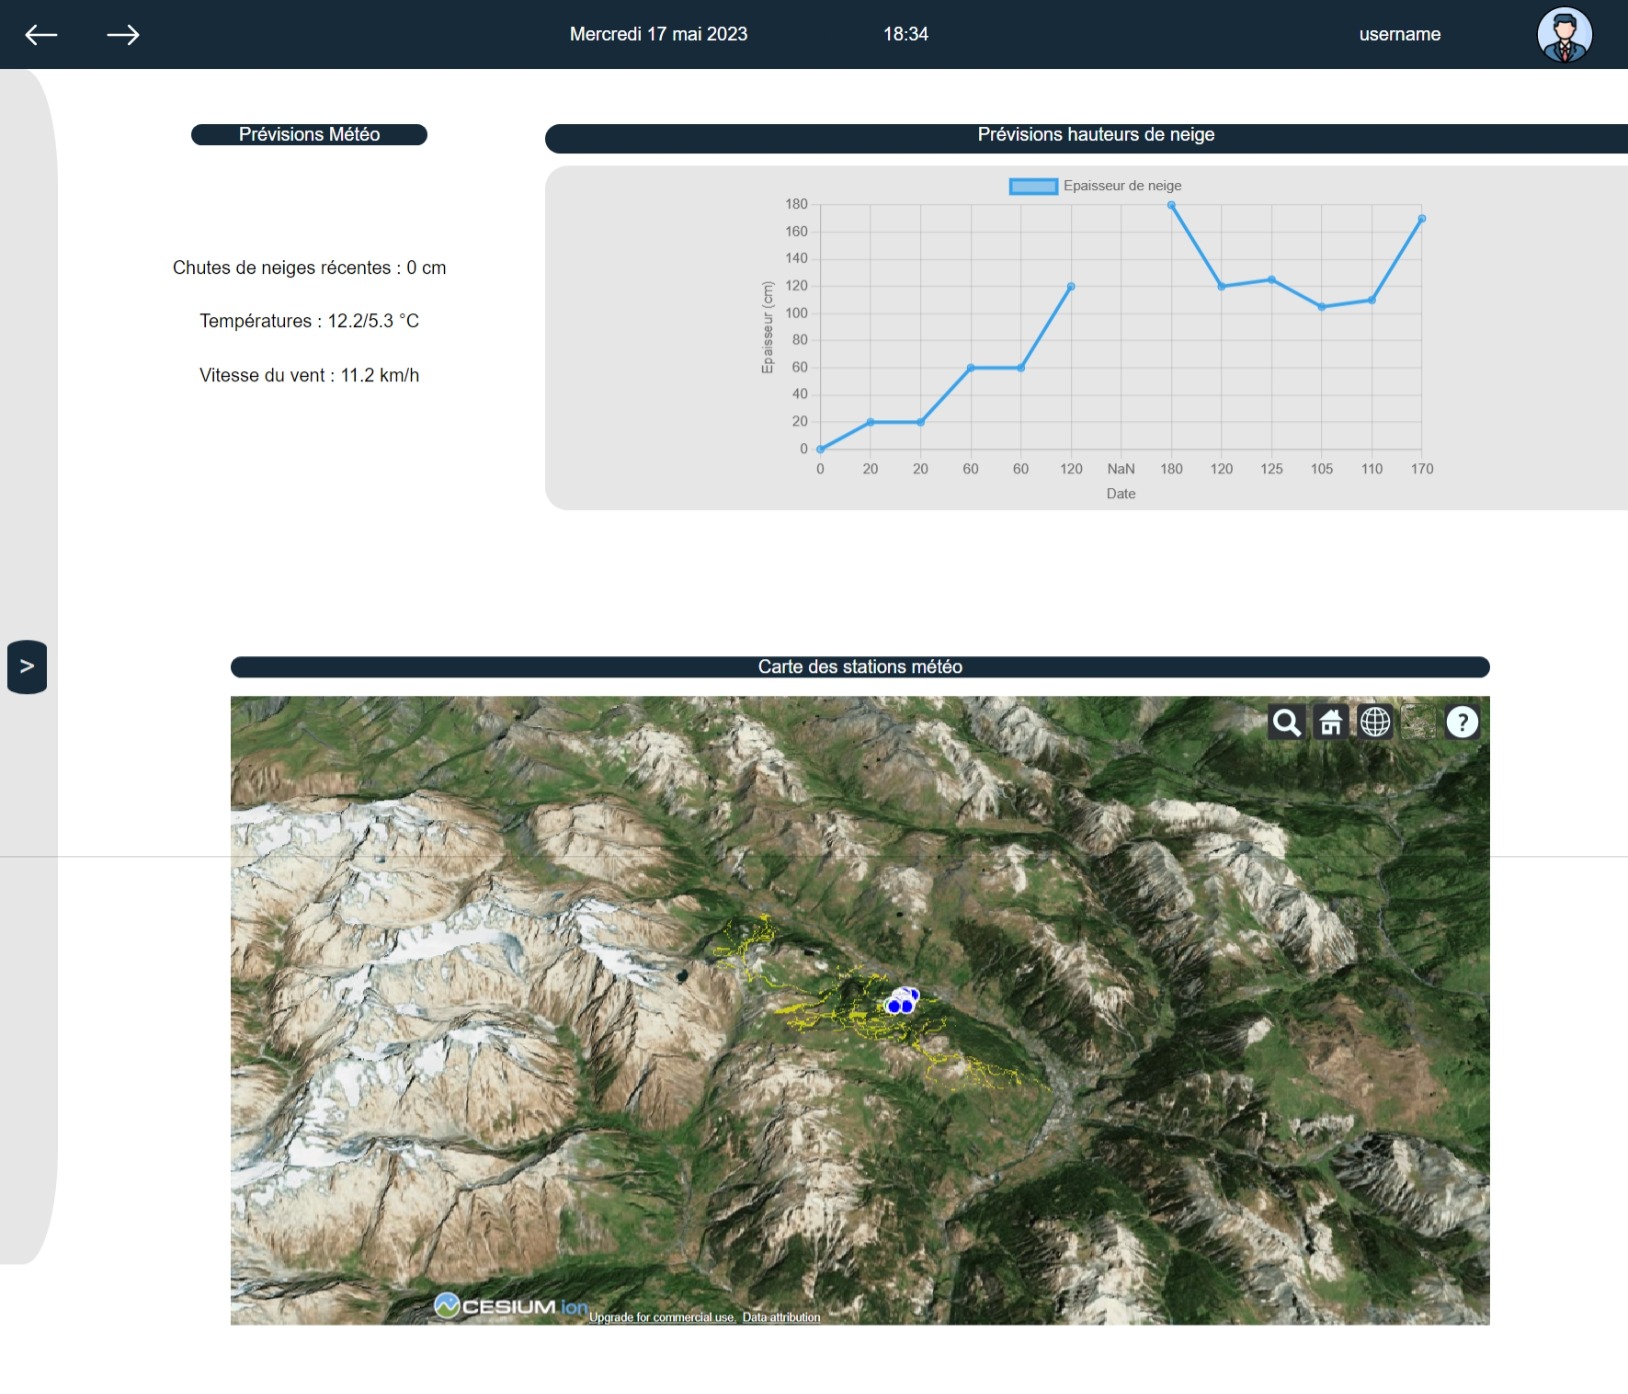 Mercredi 17 mai 2023 18:34 username
Prévisions Météo
Chutes de neiges récentes : 0 cm
Températures : 12.2/5.3 °C
Vitesse du vent : 11.2 km/h
Prévisions hauteurs de neige
Epaisseur de neige
Epaisseur (cm)
180
160
140
120
100
80
60
40
20
0
0 20 20 60 60 120 NaN 180 120 125 105 110 170
Date
>
Carte des stations météo
?
CESIUM ion
Upgrade for commercial use. Data attribution